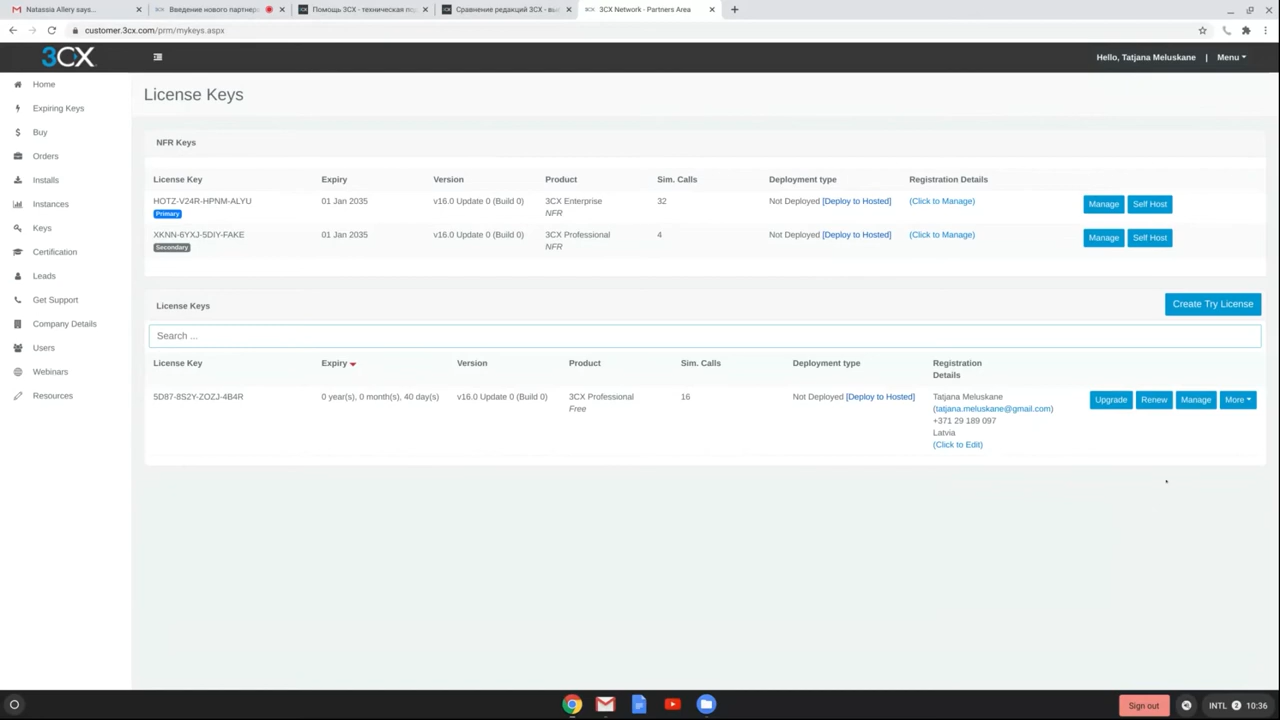 Natassia Allery says...
Введение нового партнер
Помощь 3CX - техническая по
Сравнение редакций 3CX - вы
3CX Network - Partners Area
customer.3cx.com/prm/mykeys.aspx
3CX
Hello, Tatjana Meluskane | Menu
Home
Expiring Keys
Buy
Orders
Installs
Instances
Keys
Certification
Leads
Get Support
Company Details
Users
Webinars
Resources
License Keys
NFR Keys
License Key Expiry Version Product Sim. Calls Deployment type Registration Details
HOTZ-V24R-HPNM-ALYU 01 Jan 2035 v16.0 Update 0 (Build 0) 3CX Enterprise 32 Not Deployed [Deploy to Hosted] (Click to Manage) Manage Self Host
Primary NFR
XKNN-6YXJ-5DIY-FAKE 01 Jan 2035 v16.0 Update 0 (Build 0) 3CX Professional 4 Not Deployed [Deploy to Hosted] (Click to Manage) Manage Self Host
Secondary NFR
License Keys Create Try License
Search ...
License Key Expiry Version Product Sim. Calls Deployment type Registration
Details
5D87-8S2Y-ZOZJ-4B4R 0 year(s), 0 month(s), 40 day(s) v16.0 Update 0 (Build 0) 3CX Professional 16 Not Deployed [Deploy to Hosted] Tatjana Meluskane Upgrade Renew Manage More
Free (tatjana.meluskane@gmail.com)
+371 29 189 097
Latvia
(Click to Edit)
Sign out INTL 2 10:36